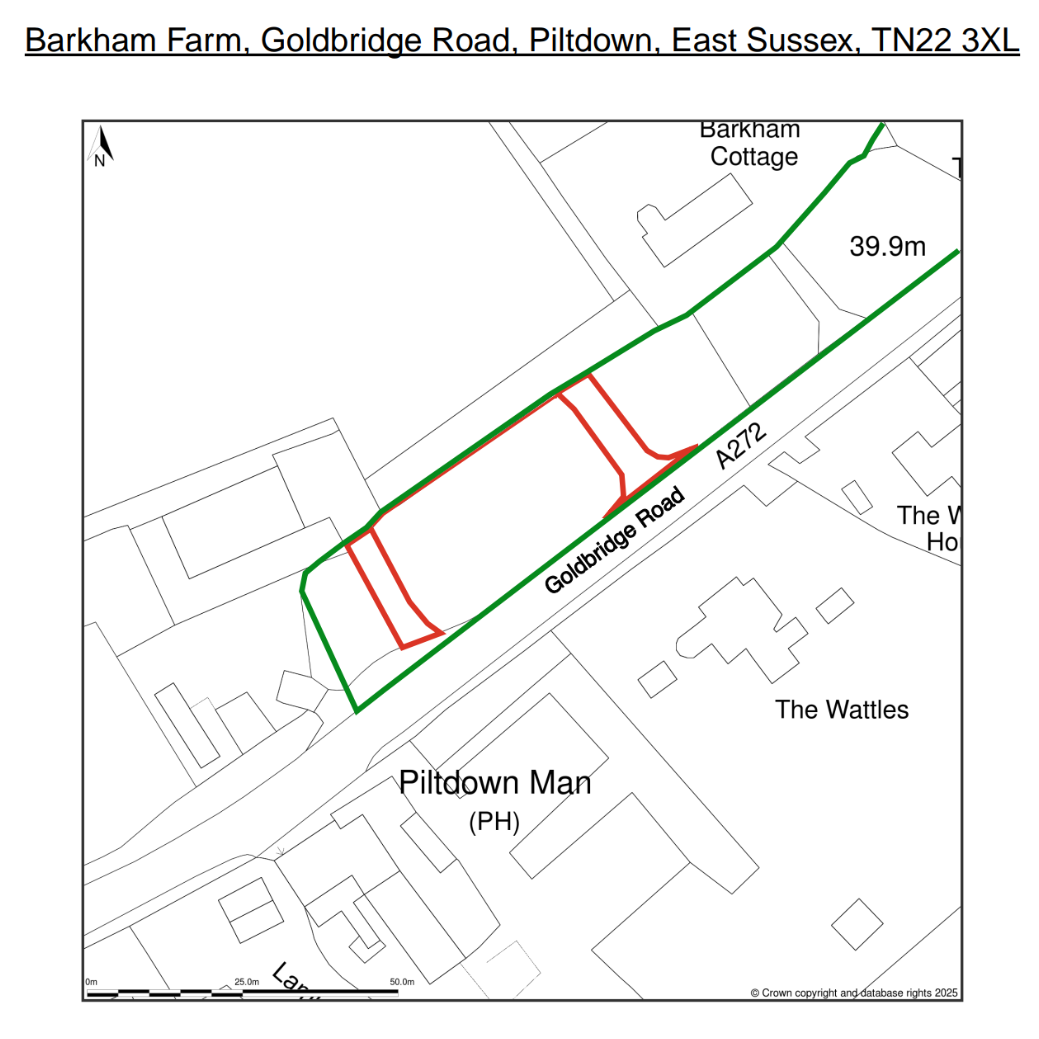 Barkham Farm, Goldbridge Road, Piltdown, East Sussex, TN22 3XL
N
Barkham
Cottage
39.9m
A272
Goldbridge Road
The W
Ho
The Wattles
Piltdown Man
(PH)
0m
25.0m
50.0m
© Crown copyright and database rights 2025